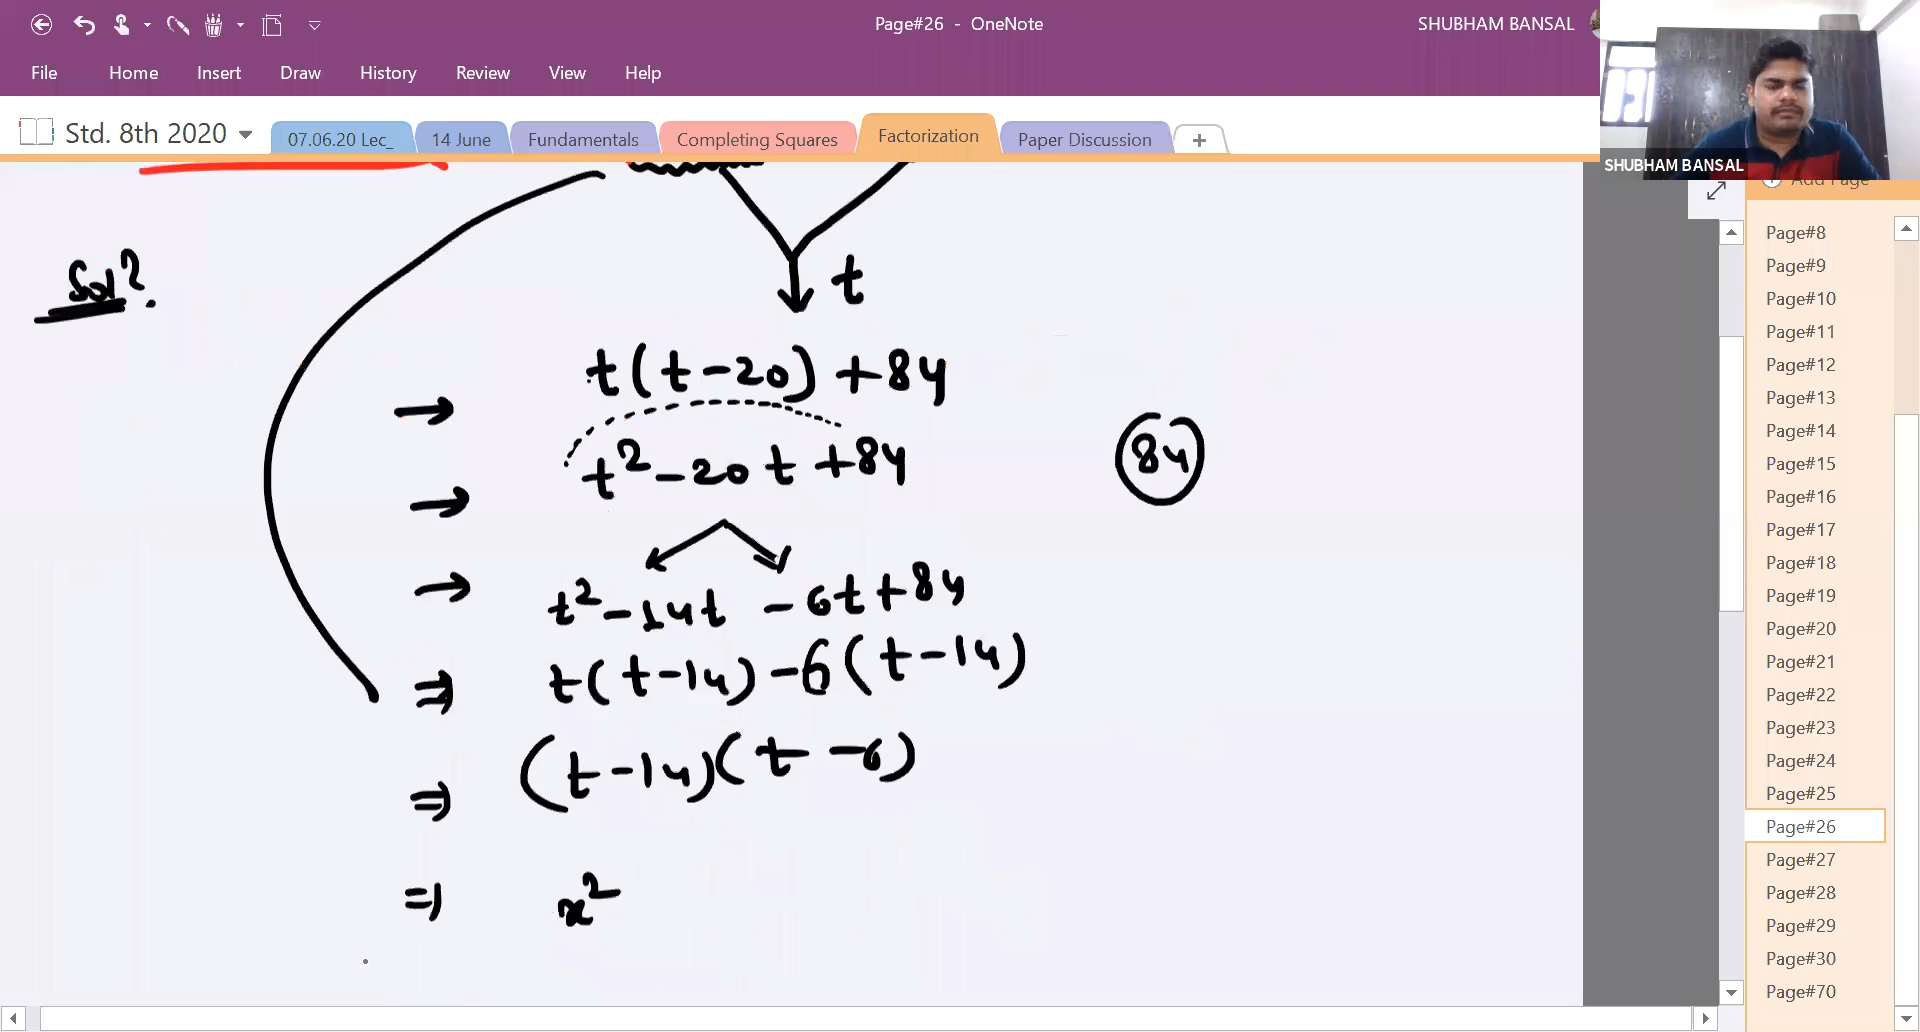 Page#26 - OneNote
SHUBHAM BANSAL
File Home Insert Draw History Review View Help
Std. 8th 2020
07.06.20 Lec_
14 June
Fundamentals
Completing Squares
Factorization
Paper Discussion
+
SHUBHAM BANSAL
Add Page
Page#8
Page#9
Page#10
Page#11
Page#12
Page#13
Page#14
Page#15
Page#16
Page#17
Page#18
Page#19
Page#20
Page#21
Page#22
Page#23
Page#24
Page#25
Page#26
Page#27
Page#28
Page#29
Page#30
Page#70
t
→ t(t-20)+84
→ t²-20t+84
84
→ t²-14t -6t+84
⇒ t(t-14)-6(t-14)
⇒ (t-14)(t-6)
⇒ x²